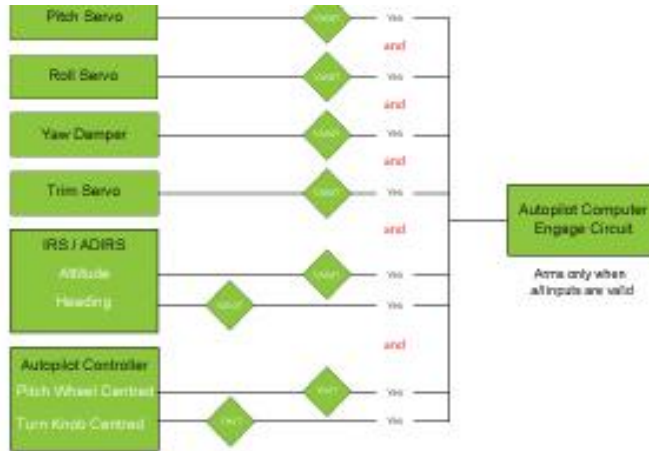 Pitch Servo
Yes
and
Roll Servo
Yes
and
Yaw Damper
Yes
and
Trim Servo
Yes
and
IRS / ADIRS
Attitude
Yes
Heading
Yes
and
Autopilot Controller
Pitch Wheel Centred
Yes
Turn Knob Centred
Yes
Autopilot Computer
Engage Circuit
Arms only when
all inputs are valid